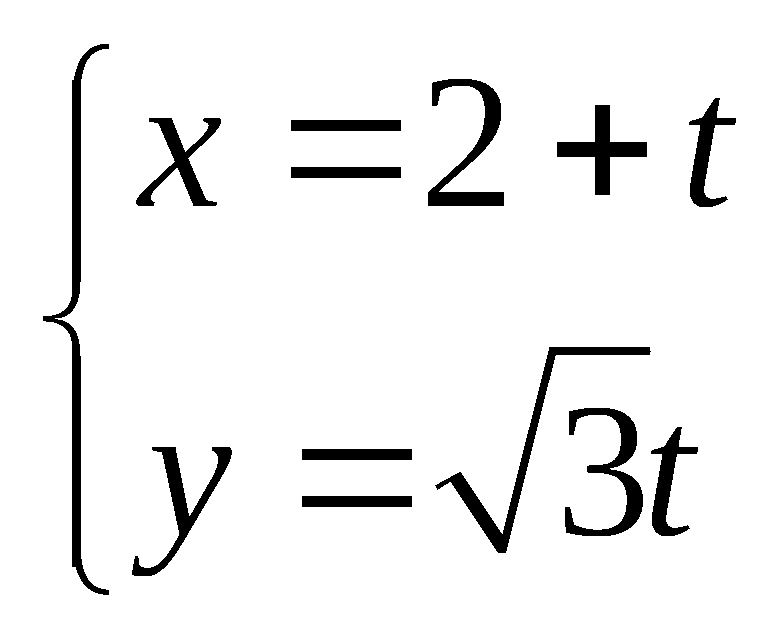 x = 2 + t
y = √3t